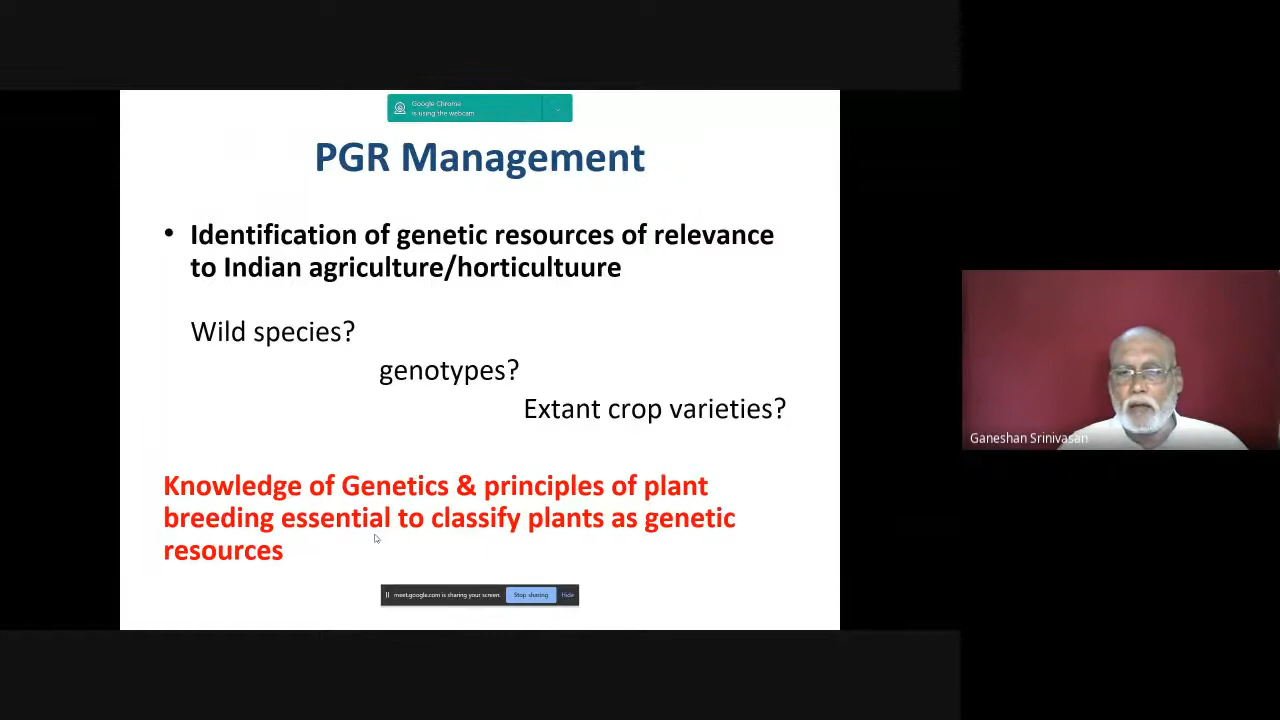 Google Chrome
is using the webcam
PGR Management
• Identification of genetic resources of relevance
to Indian agriculture/horticultuure
Wild species?
genotypes?
Extant crop varieties?
Knowledge of Genetics & principles of plant
breeding essential to classify plants as genetic
resources
meet.google.com is sharing your screen. Stop sharing Hide
Ganeshan Srinivasan